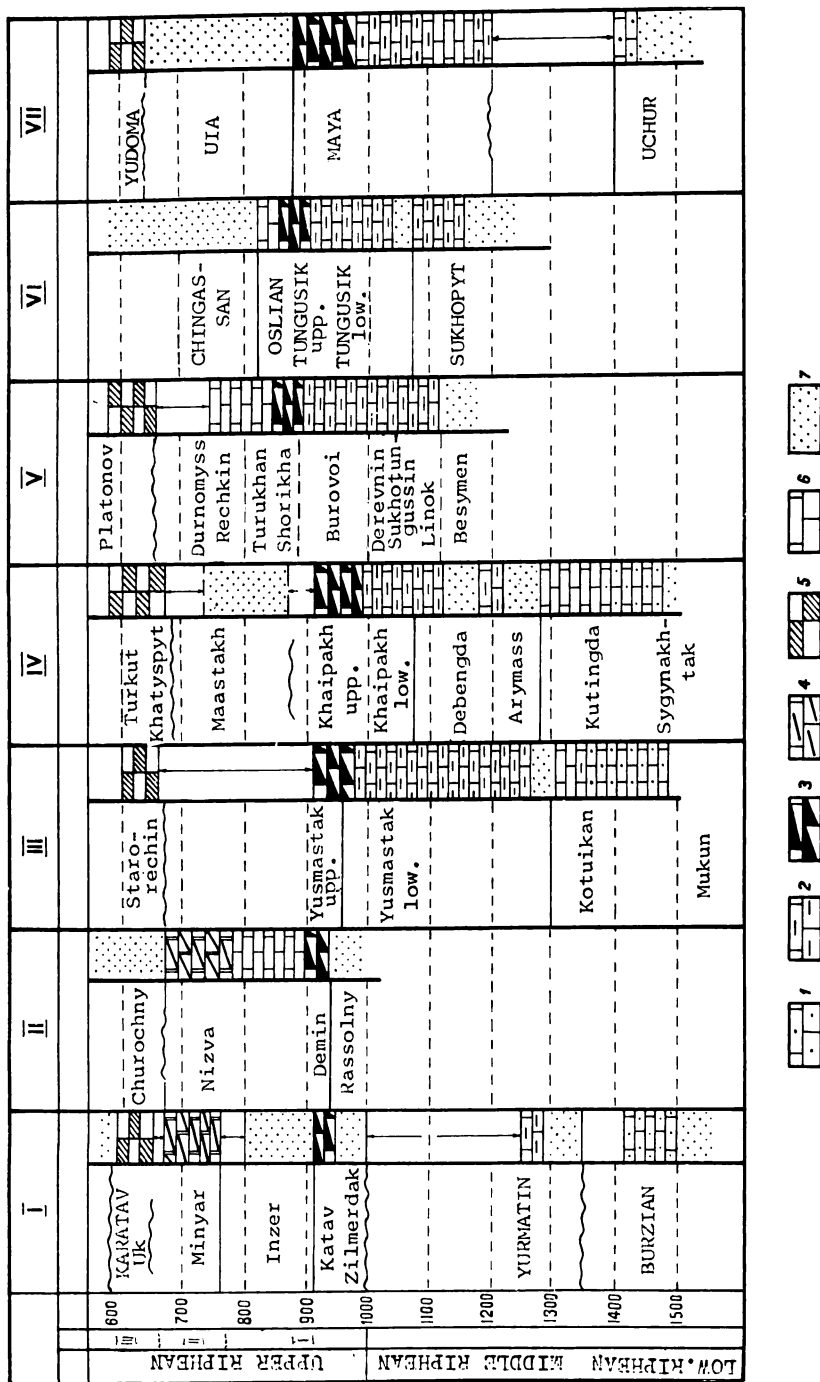 I
II
III
IV
V
VI
VII
600
700
800
900
1000
1100
1200
1300
1400
1500
UPPER RIPHEAN
MIDDLE RIPHEAN
LOW.RIPHEAN
III
II
I
KARATAV
Uk
Minyar
Inzer
Katav
Zilmerdak
YURMATIN
BURZIAN
Churochny
Nizva
Demin
Rassolny
Staro-
rechin
Yusmastak
upp.
Yusmastak
low.
Kotuikan
Mukun
Turkut
Khatyspyt
Maastakh
Khaipakh
upp.
Khaipakh
low.
Debengda
Arymass
Kutingda
Sygynakh-
tak
Platonov
Durnomyss
Rechkin
Turukhan
Shorikha
Burovoi
Derevnin
Sukhotun-
gussin
Linok
Besymen
CHINGAS-
SAN
OSLIAN
TUNGUSIK
upp.
TUNGUSIK
low.
SUKHOPYT
YUDOMA
UIA
MAYA
UCHUR
1
2
3
4
5
6
7